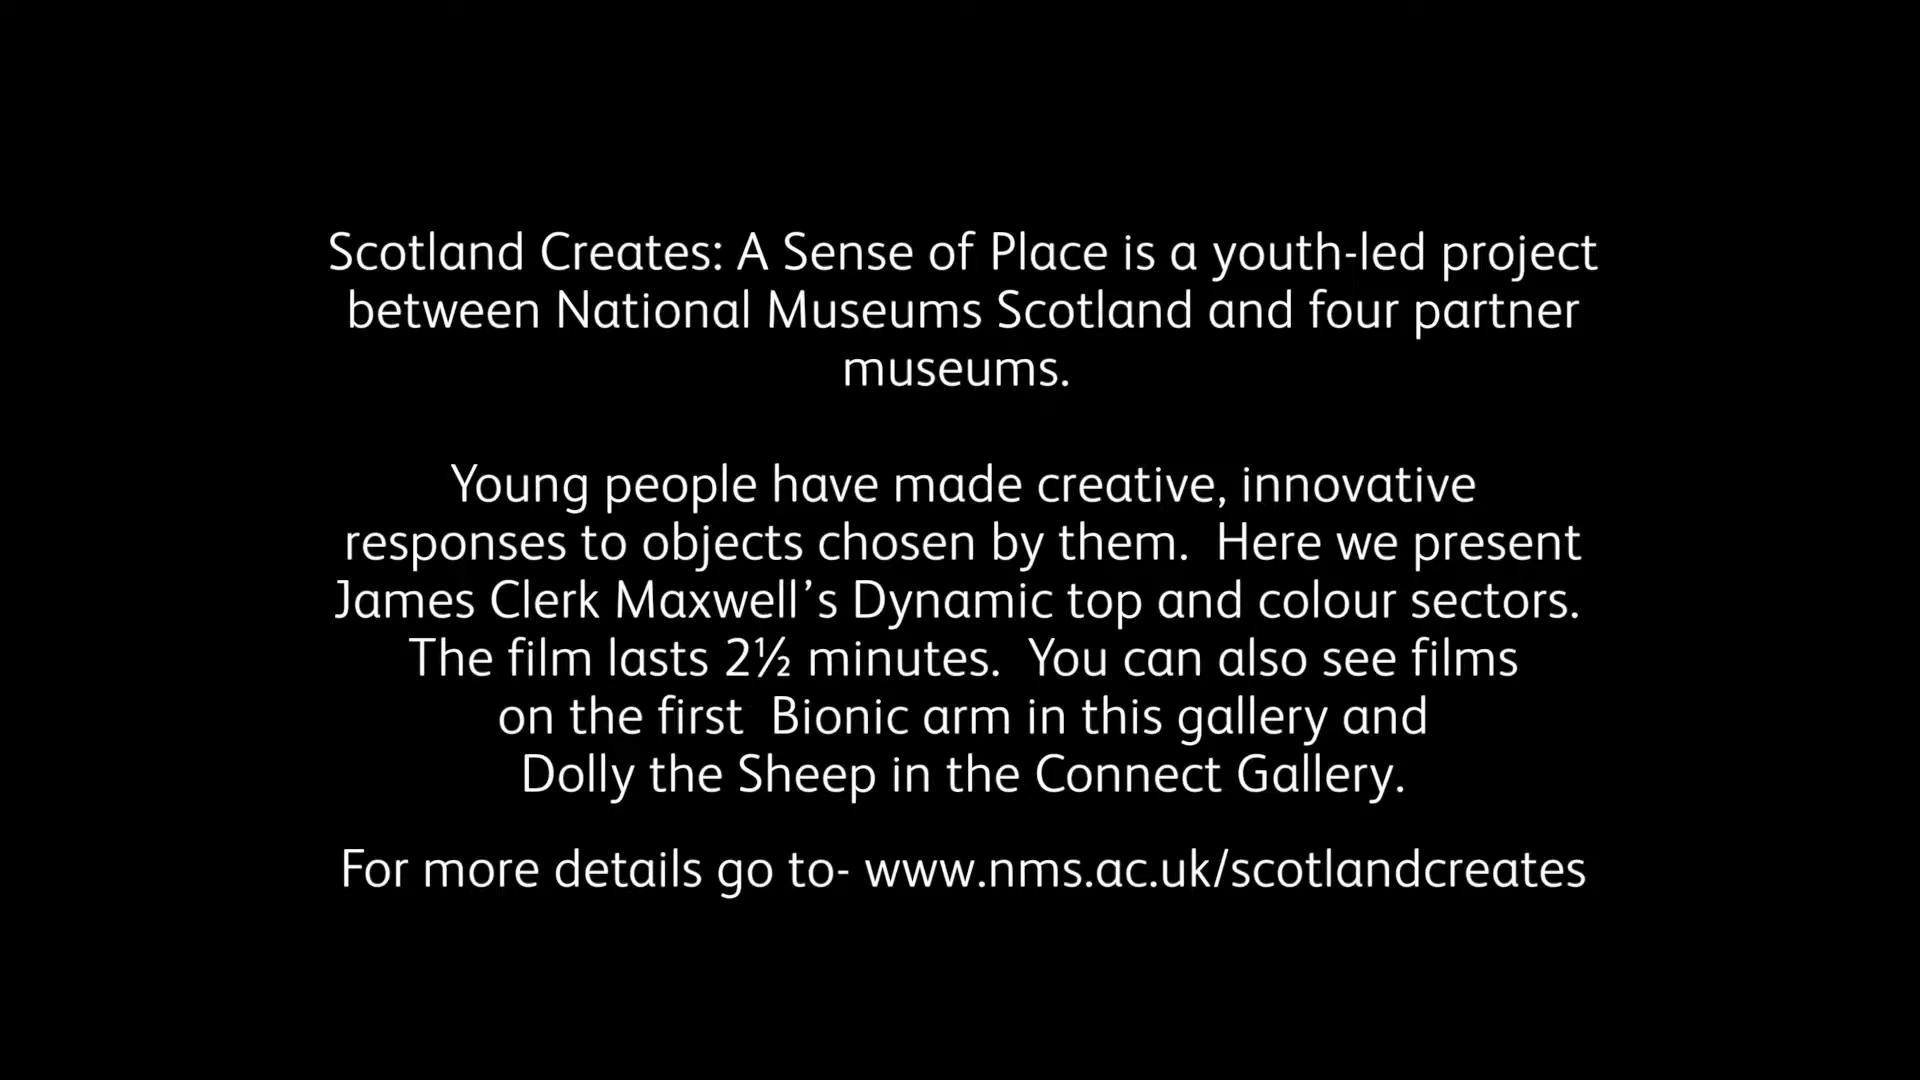 Scotland Creates: A Sense of Place is a youth-led project
between National Museums Scotland and four partner
museums.
Young people have made creative, innovative
responses to objects chosen by them.  Here we present
James Clerk Maxwell’s Dynamic top and colour sectors.
The film lasts 2½ minutes.  You can also see films
on the first  Bionic arm in this gallery and
Dolly the Sheep in the Connect Gallery.
For more details go to- www.nms.ac.uk/scotlandcreates